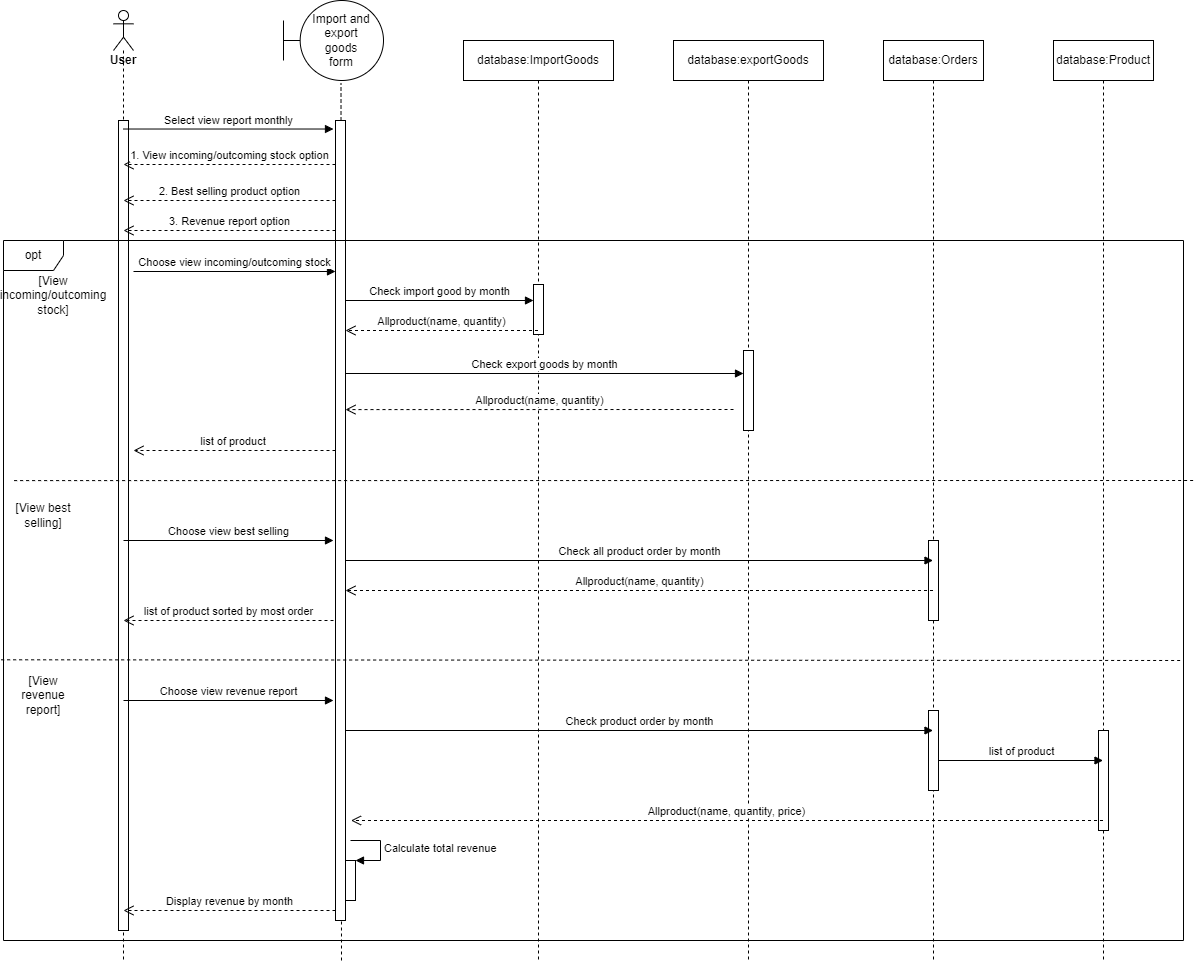 Import and
export
goods
form
User
database:ImportGoods
database:exportGoods
database:Orders
database:Product
Select view report monthly
1. View incoming/outcoming stock option
2. Best selling product option
3. Revenue report option
opt
Choose view incoming/outcoming stock
[View
incoming/outcoming
stock]
Check import good by month
Allproduct(name, quantity)
Check export goods by month
Allproduct(name, quantity)
list of product
[View best
selling]
Choose view best selling
Check all product order by month
Allproduct(name, quantity)
list of product sorted by most order
[View
revenue
report]
Choose view revenue report
Check product order by month
list of product
Allproduct(name, quantity, price)
Calculate total revenue
Display revenue by month